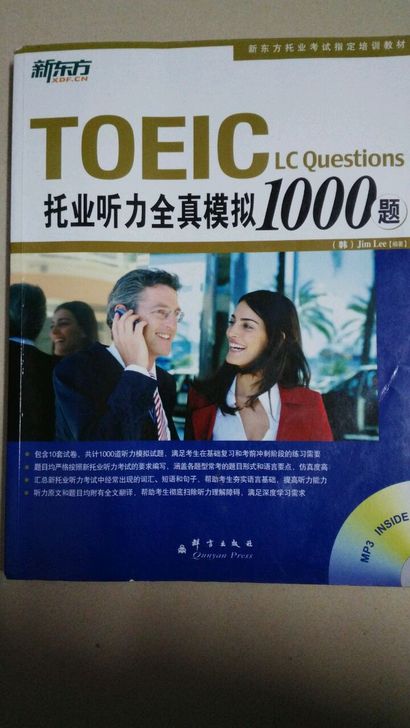 新东方托业考试指定培训教材
新东方
XDF.CN
TOEIC
LC Questions
托业听力全真模拟1000题
（韩）Jim Lee【编著】
• 包含10套试卷，共计1000道听力模拟试题，满足考生在基础复习和考前冲刺阶段的练习需要
• 题目均严格按照新托业听力考试的要求编写，涵盖各题型常考的题目形式和语言要点，仿真度高
• 汇总新托业听力考试中经常出现的词汇、短语和句子，帮助考生夯实语言基础，提高听力能力
• 听力原文和题目均附有全文翻译，帮助考生彻底扫除听力理解障碍，满足深度学习需求
MP3 INSIDE
群言出版社
Qunyan Press